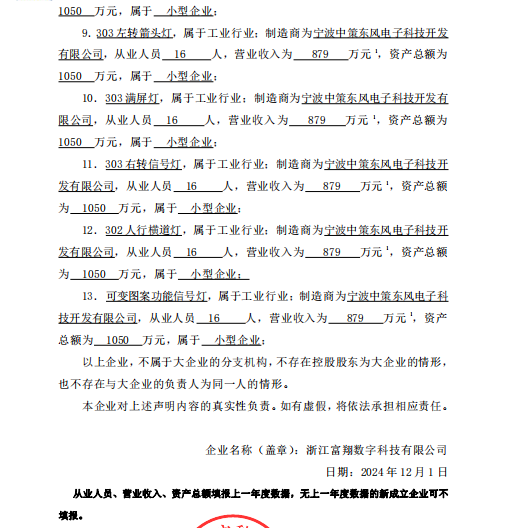 1050 万元，属于 小型企业；
9. 303 左转箭头灯，属于工业行业；制造商为宁波中策东风电子科技开发
有限公司，从业人员 16 人，营业收入为 879 万元¹，资产总额为
1050 万元，属于 小型企业；
10. 303 满屏灯，属于工业行业；制造商为宁波中策东风电子科技开发有
限公司，从业人员 16 人，营业收入为 879 万元¹，资产总额为
1050 万元，属于 小型企业；
11. 303 右转信号灯，属于工业行业；制造商为宁波中策东风电子科技开
发有限公司，从业人员 16 人，营业收入为 879 万元¹，资产总额
为 1050 万元，属于 小型企业；
12. 302 人行横道灯，属于工业行业；制造商为宁波中策东风电子科技开
发有限公司，从业人员 16 人，营业收入为 879 万元¹，资产总额
为 1050 万元，属于 小型企业；
13. 可变图案功能信号灯，属于工业行业；制造商为宁波中策东风电子科
技开发有限公司，从业人员 16 人，营业收入为 879 万元¹，资产
总额为 1050 万元，属于 小型企业；
以上企业，不属于大企业的分支机构，不存在控股股东为大企业的情形，
也不存在与大企业的负责人为同一人的情形。
本企业对上述声明内容的真实性负责。如有虚假，将依法承担相应责任。
企业名称（盖章）：浙江富翔数字科技有限公司
日期：2024 年 12 月 1 日
从业人员、营业收入、资产总额填报上一年度数据，无上一年度数据的新成立企业可不
填报。